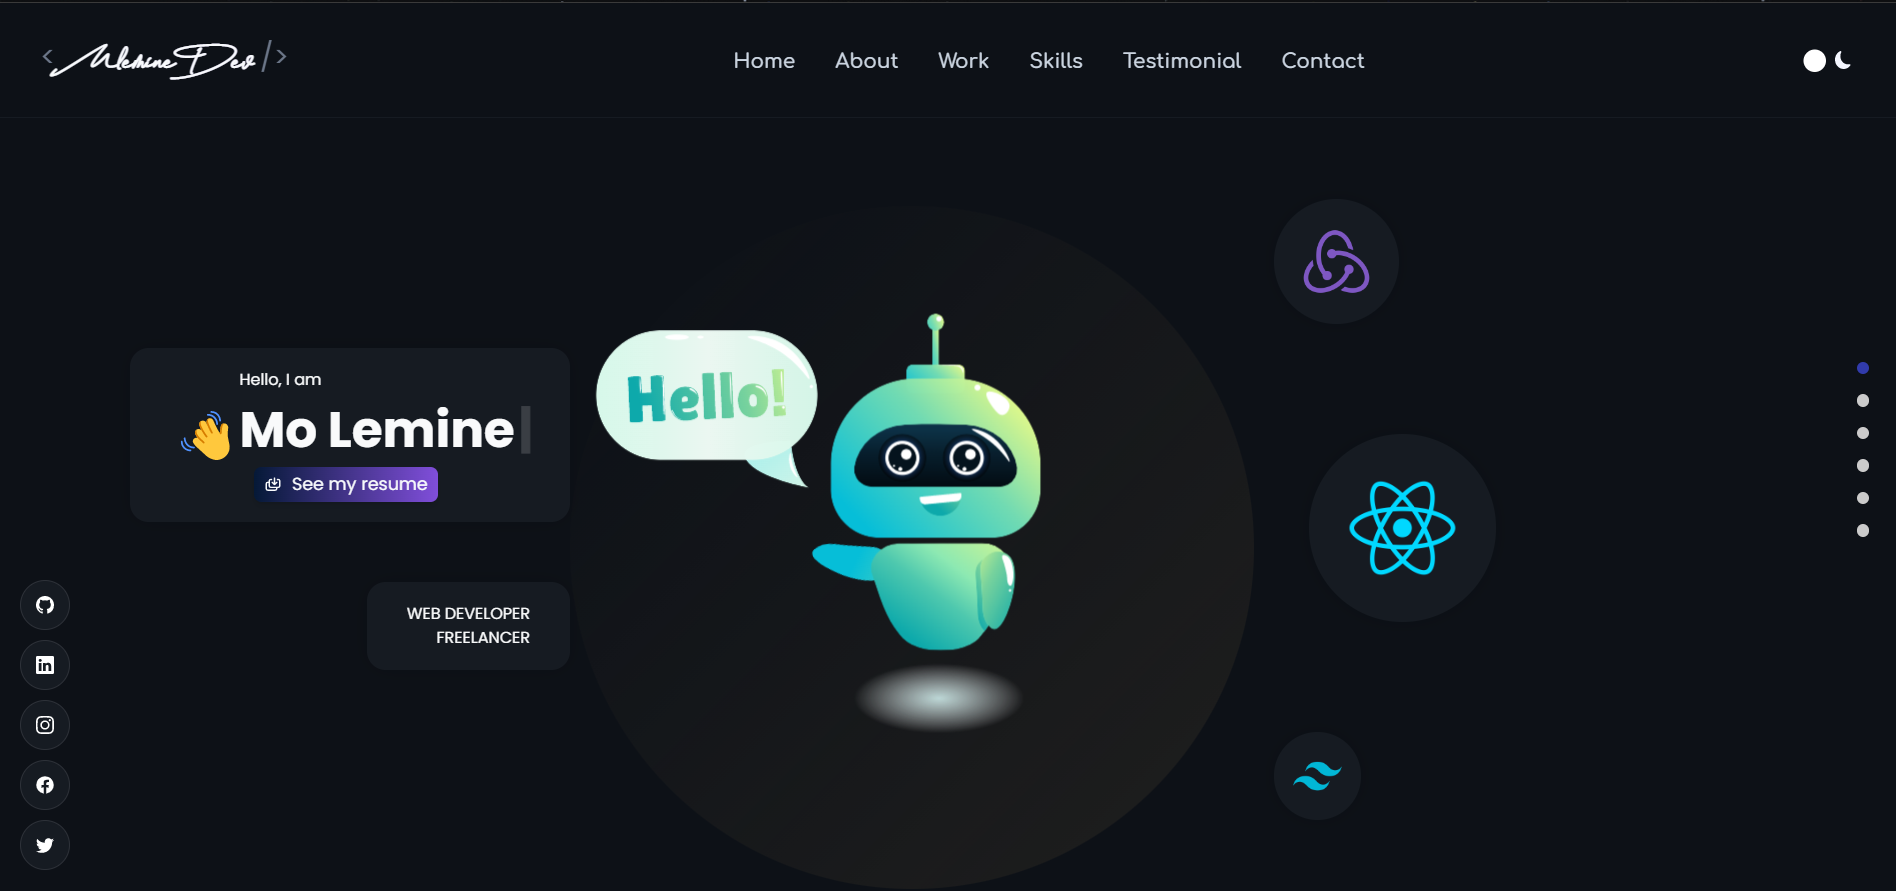 < MlemineDev />
Home About Work Skills Testimonial Contact
Hello, I am
Mo Lemine
See my resume
Hello!
WEB DEVELOPER
FREELANCER